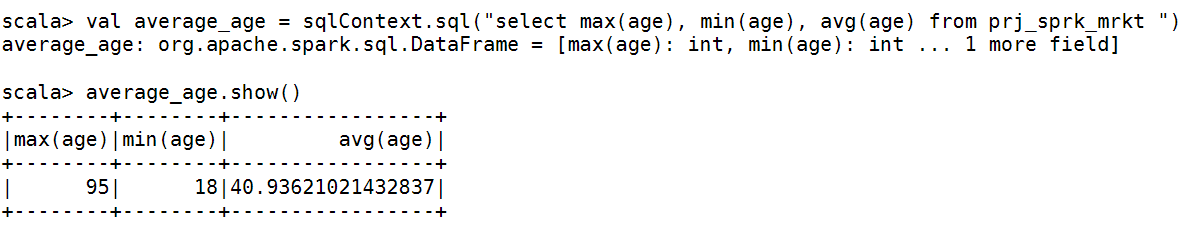 scala> val average_age = sqlContext.sql("select max(age), min(age), avg(age) from prj_sprk_mrkt ")
average_age: org.apache.spark.sql.DataFrame = [max(age): int, min(age): int ... 1 more field]
scala> average_age.show()
+--------+--------+-----------------+
|max(age)|min(age)|         avg(age)|
+--------+--------+-----------------+
|      95|      18|40.93621021432837|
+--------+--------+-----------------+